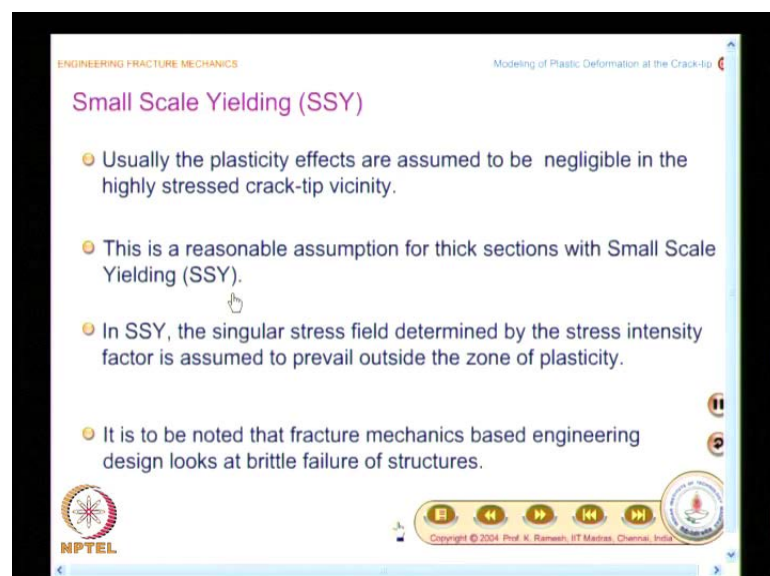 ENGINEERING FRACTURE MECHANICS
Modeling of Plastic Deformation at the Crack-tip
Small Scale Yielding (SSY)
Usually the plasticity effects are assumed to be negligible in the
highly stressed crack-tip vicinity.
This is a reasonable assumption for thick sections with Small Scale
Yielding (SSY).
In SSY, the singular stress field determined by the stress intensity
factor is assumed to prevail outside the zone of plasticity.
It is to be noted that fracture mechanics based engineering
design looks at brittle failure of structures.
NPTEL
Copyright © 2004 Prof. K. Ramesh, IIT Madras, Chennai, India